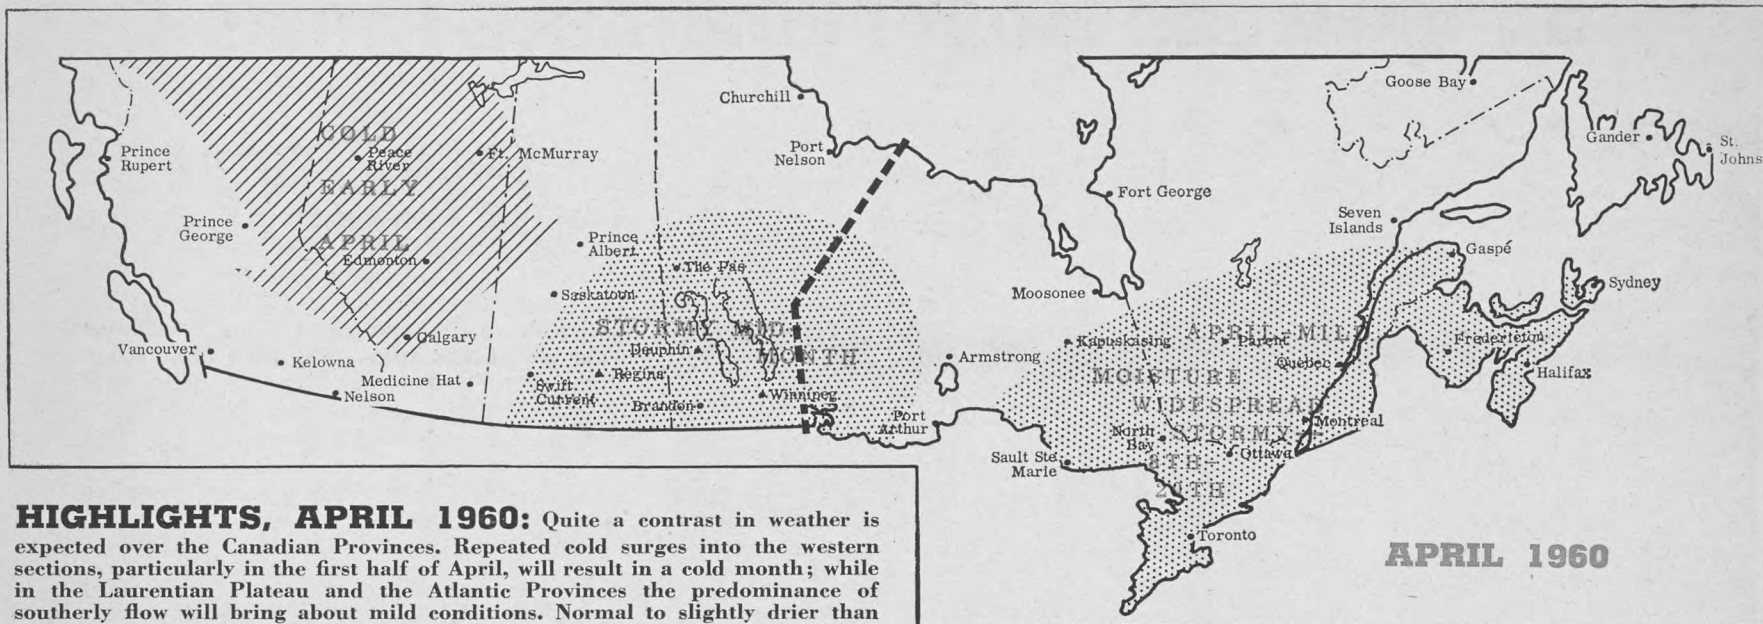 Churchill
Goose Bay
COLD
Prince
Rupert
Peace
River
Ft. McMurray
Port
Nelson
Gander
St.
Johns
EARLY
Fort George
Prince
George
Seven
Islands
APRIL
Edmonton
Prince
Albert
Gaspé
The Pas
Saskatoon
Moosonee
Sydney
STORMY MID
MONTH
Calgary
Vancouver
Kelowna
Dauphin
Armstrong
Kapuskasing
APRIL-MILD
Parent
Fredericton
Quebec
Halifax
Medicine Hat
Nelson
Swift
Current
Regina
Brandon
Winnipeg
MOISTURE
WIDESPREAD
Port
Arthur
Montreal
North
Bay
STORMY
Ottawa
Sault Ste.
Marie
8TH-
Toronto
APRIL 1960
HIGHLIGHTS, APRIL 1960: Quite a contrast in weather is
expected over the Canadian Provinces. Repeated cold surges into the western
sections, particularly in the first half of April, will result in a cold month; while
in the Laurentian Plateau and the Atlantic Provinces the predominance of
southerly flow will bring about mild conditions. Normal to slightly drier than